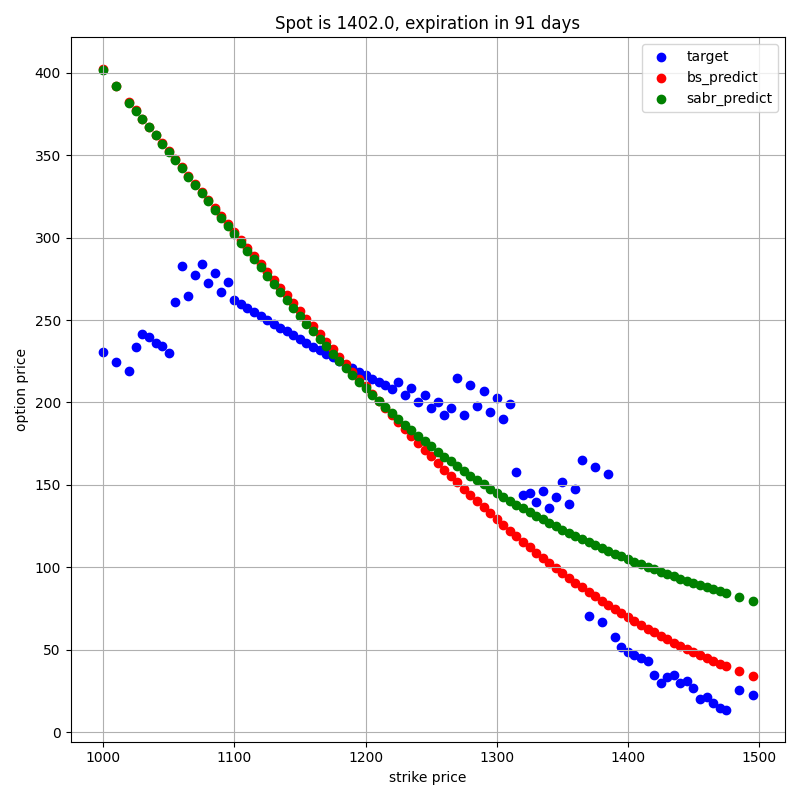 Spot is 1402.0, expiration in 91 days
target
bs_predict
sabr_predict
option price
400
350
300
250
200
150
100
50
0
1000 1100 1200 1300 1400 1500
strike price